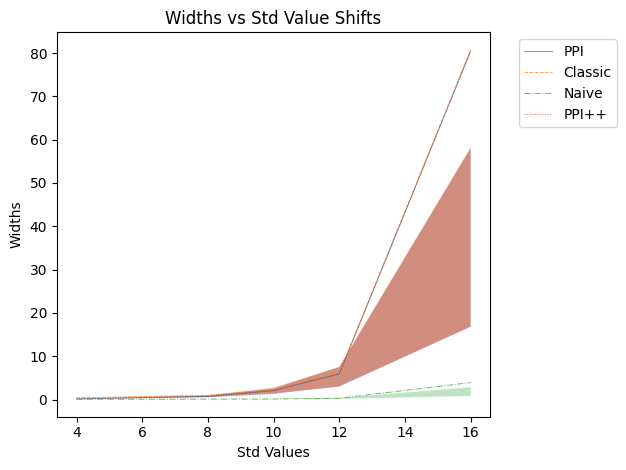 Widths vs Std Value Shifts
PPI
Classic
Naive
PPI++
Widths
80
70
60
50
40
30
20
10
0
4 6 8 10 12 14 16
Std Values